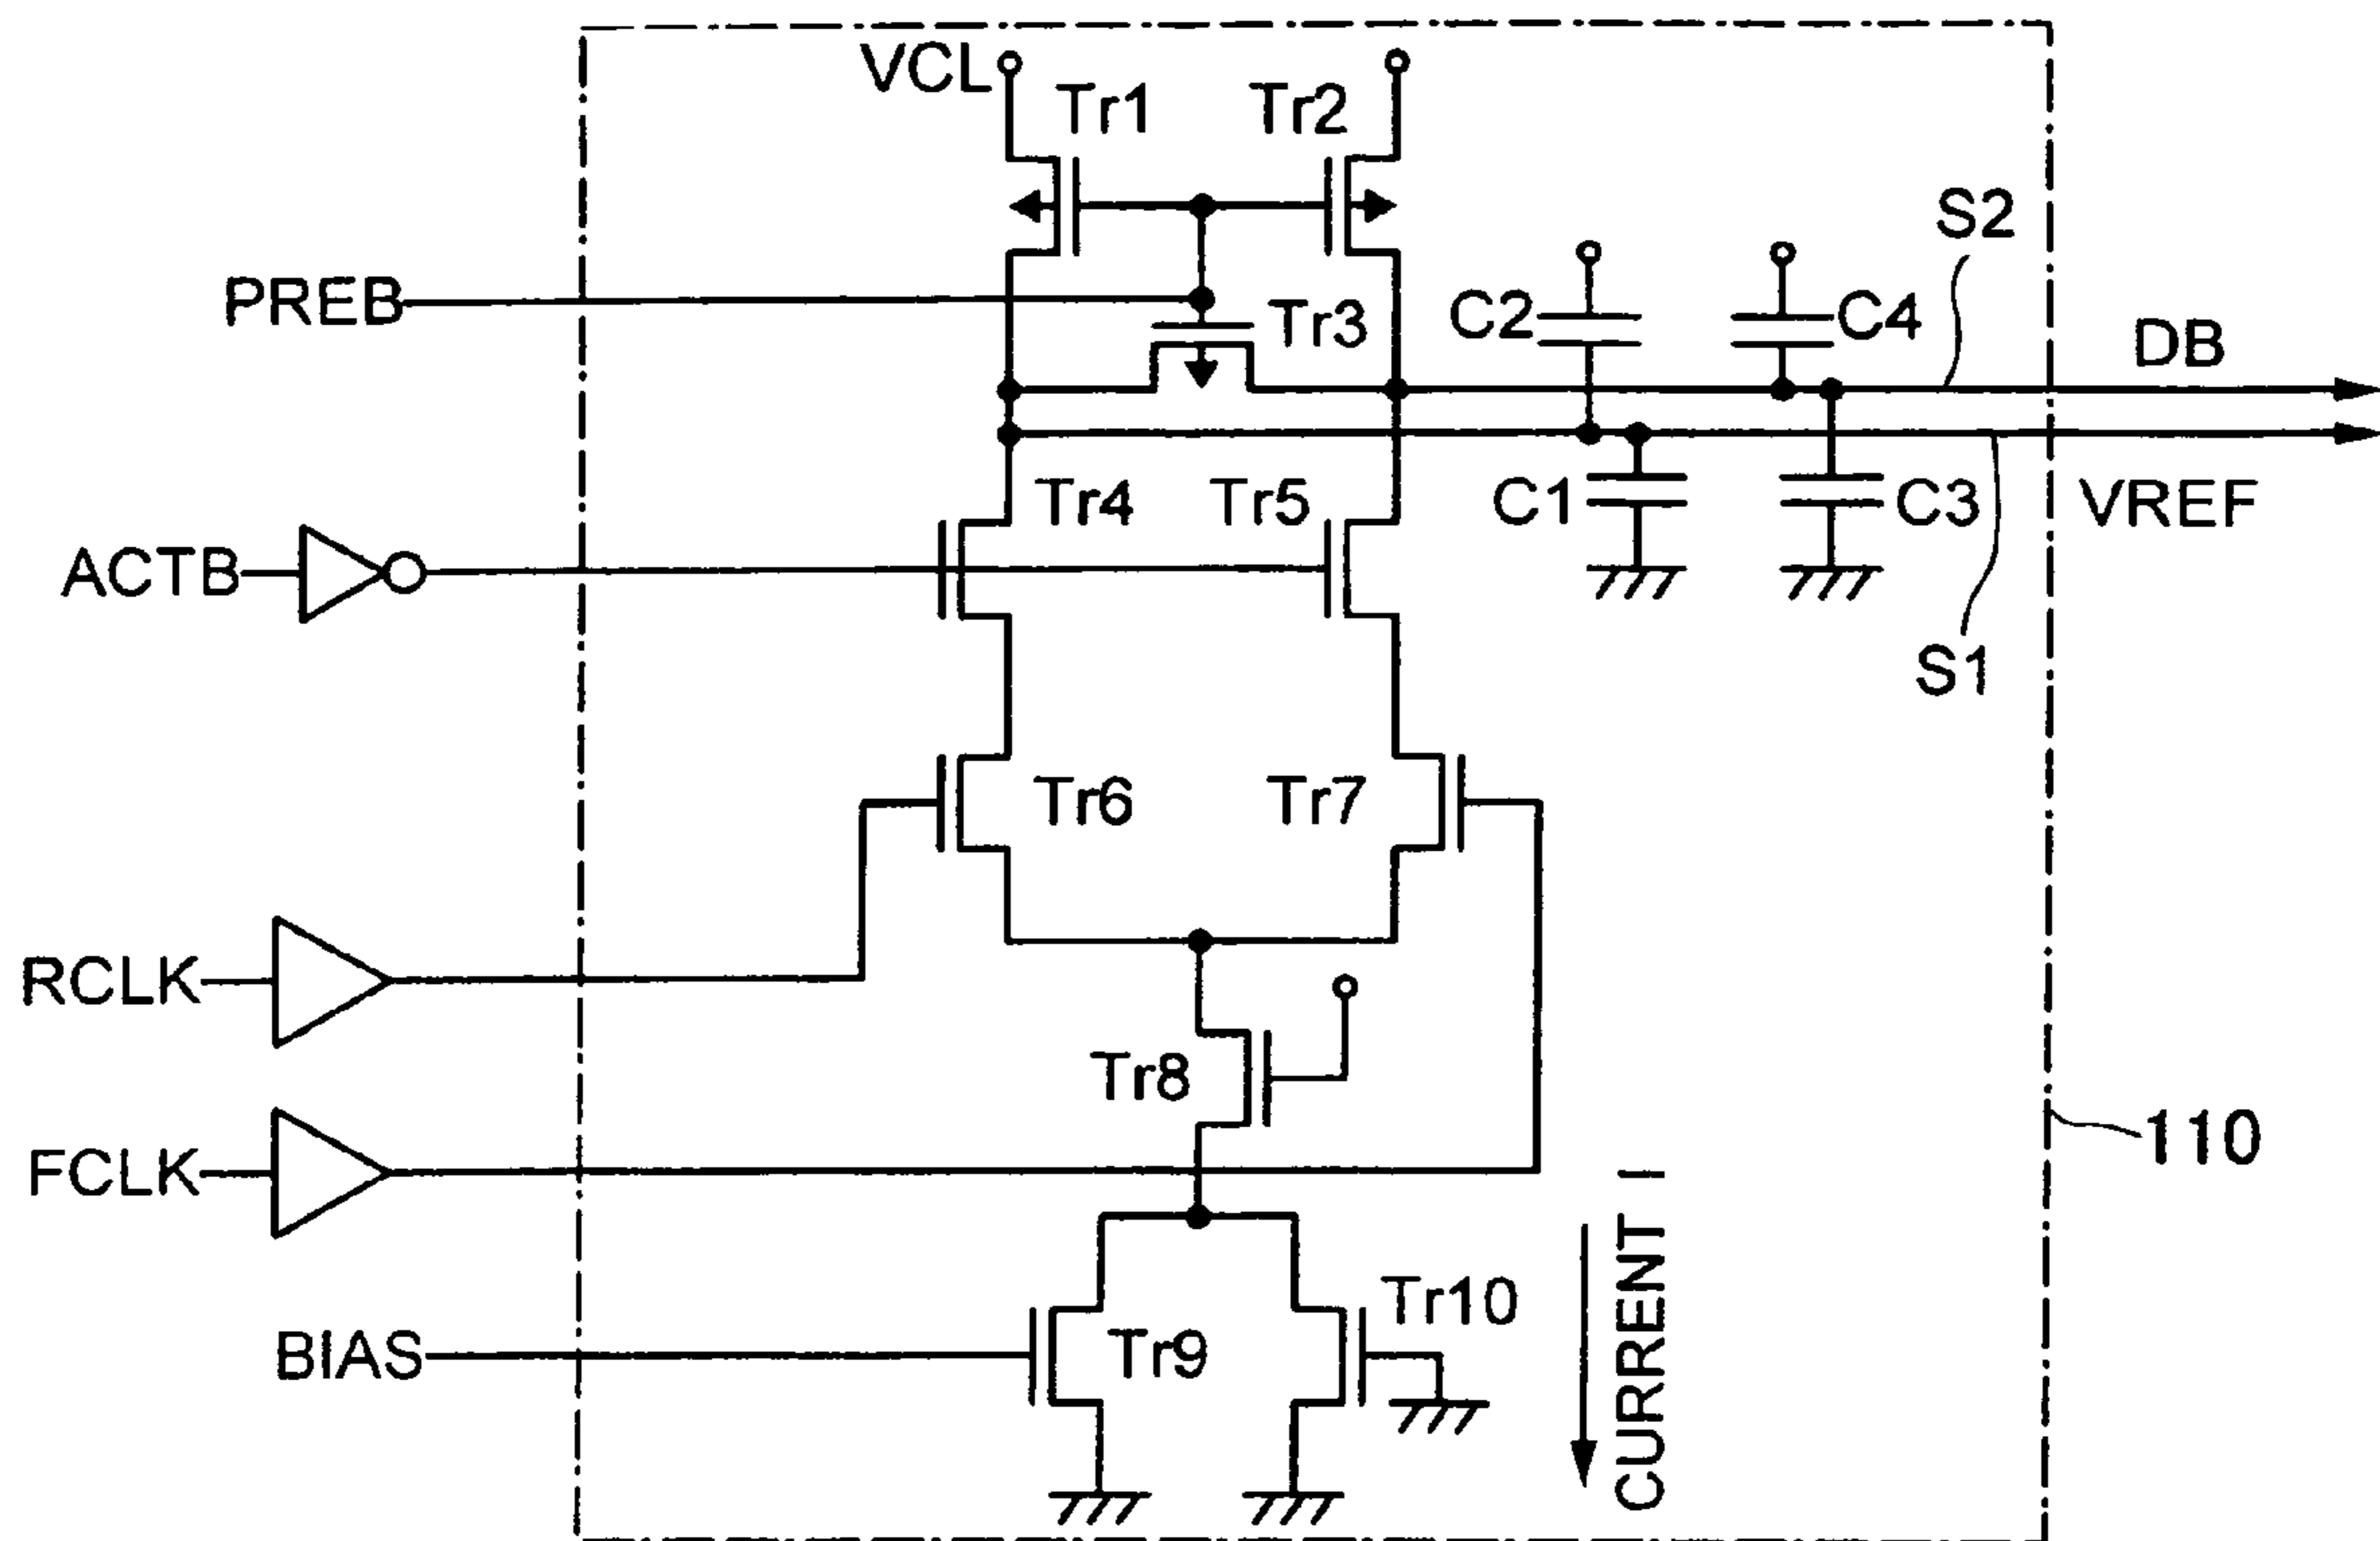 VCL
Tr1
Tr2
S2
PREB
Tr3
C2
C4
DB
Tr4
Tr5
C1
C3
VREF
ACTB
S1
Tr6
Tr7
RCLK
Tr8
110
FCLK
CURRENT I
Tr10
BIAS
Tr9